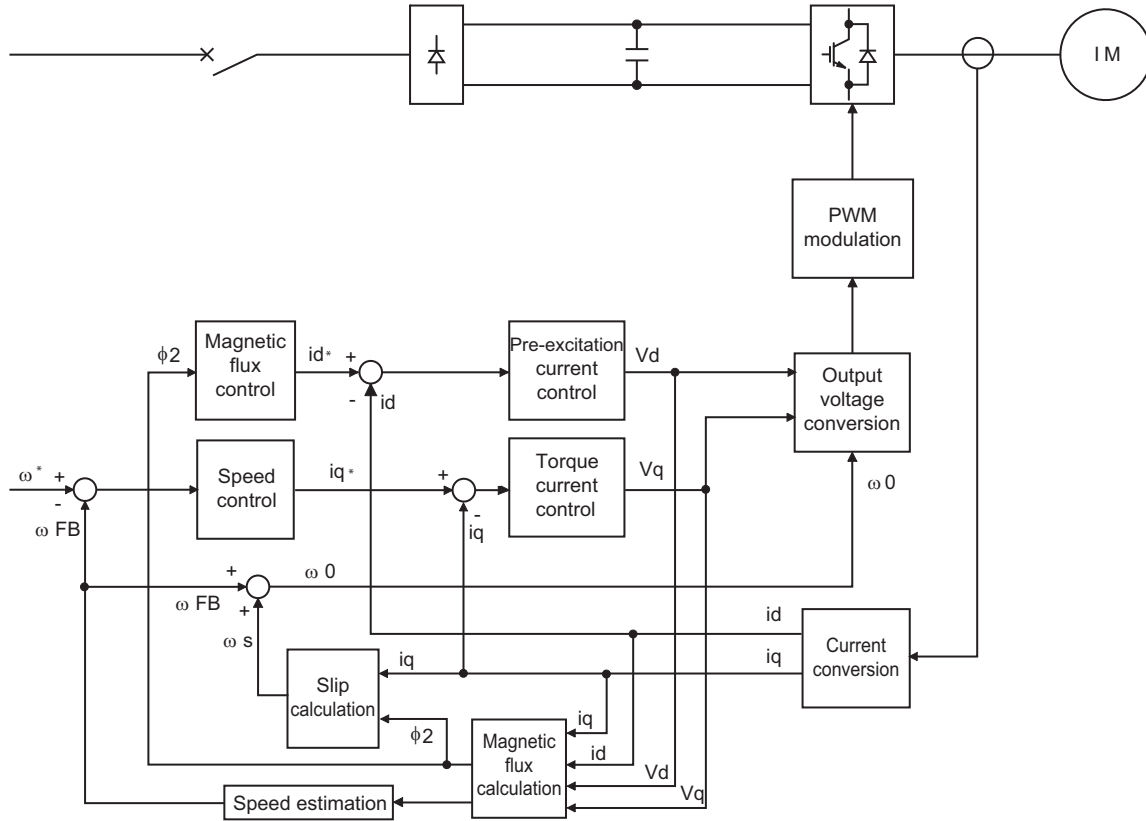 IM
PWM
modulation
ϕ2
Magnetic
flux
control
id*
+
-
id
Pre-excitation
current
control
Vd
Output
voltage
conversion
ω*
+
-
ω FB
Speed
control
iq*
+
-
iq
Torque
current
control
Vq
ω0
ω FB
+
+
ω0
ωs
id
iq
Current
conversion
Slip
calculation
iq
ϕ2
Magnetic
flux
calculation
iq
id
Vd
Vq
Speed estimation